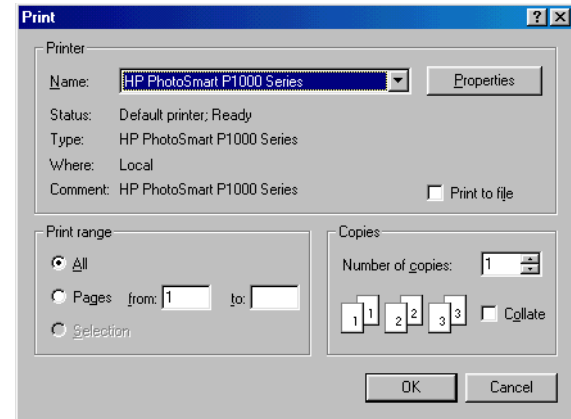 Print
Printer
Name: HP PhotoSmart P1000 Series Properties
Status: Default printer; Ready
Type: HP PhotoSmart P1000 Series
Where: Local
Comment: HP PhotoSmart P1000 Series Print to file
Print range
All
Pages from: 1 to:
Selection
Copies
Number of copies: 1
1 1 2 2 3 3 Collate
OK Cancel